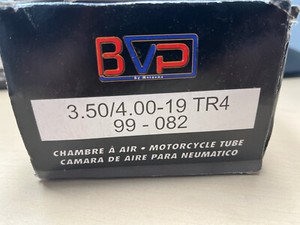 BVP
3.50/4.00-19 TR4
99 - 082
CHAMBRE À AIR • MOTORCYCLE TUBE
CAMARA DE AIRE PARA NEUMATICO